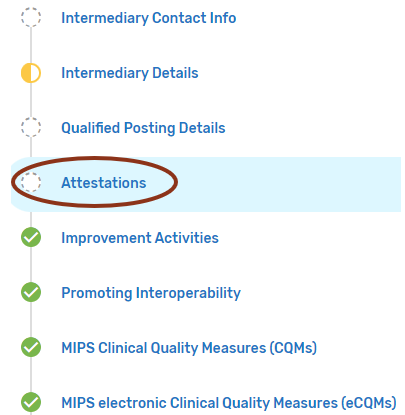 Intermediary Contact Info
Intermediary Details
Qualified Posting Details
Attestations
Improvement Activities
Promoting Interoperability
MIPS Clinical Quality Measures (CQMs)
MIPS electronic Clinical Quality Measures (eCQMs)